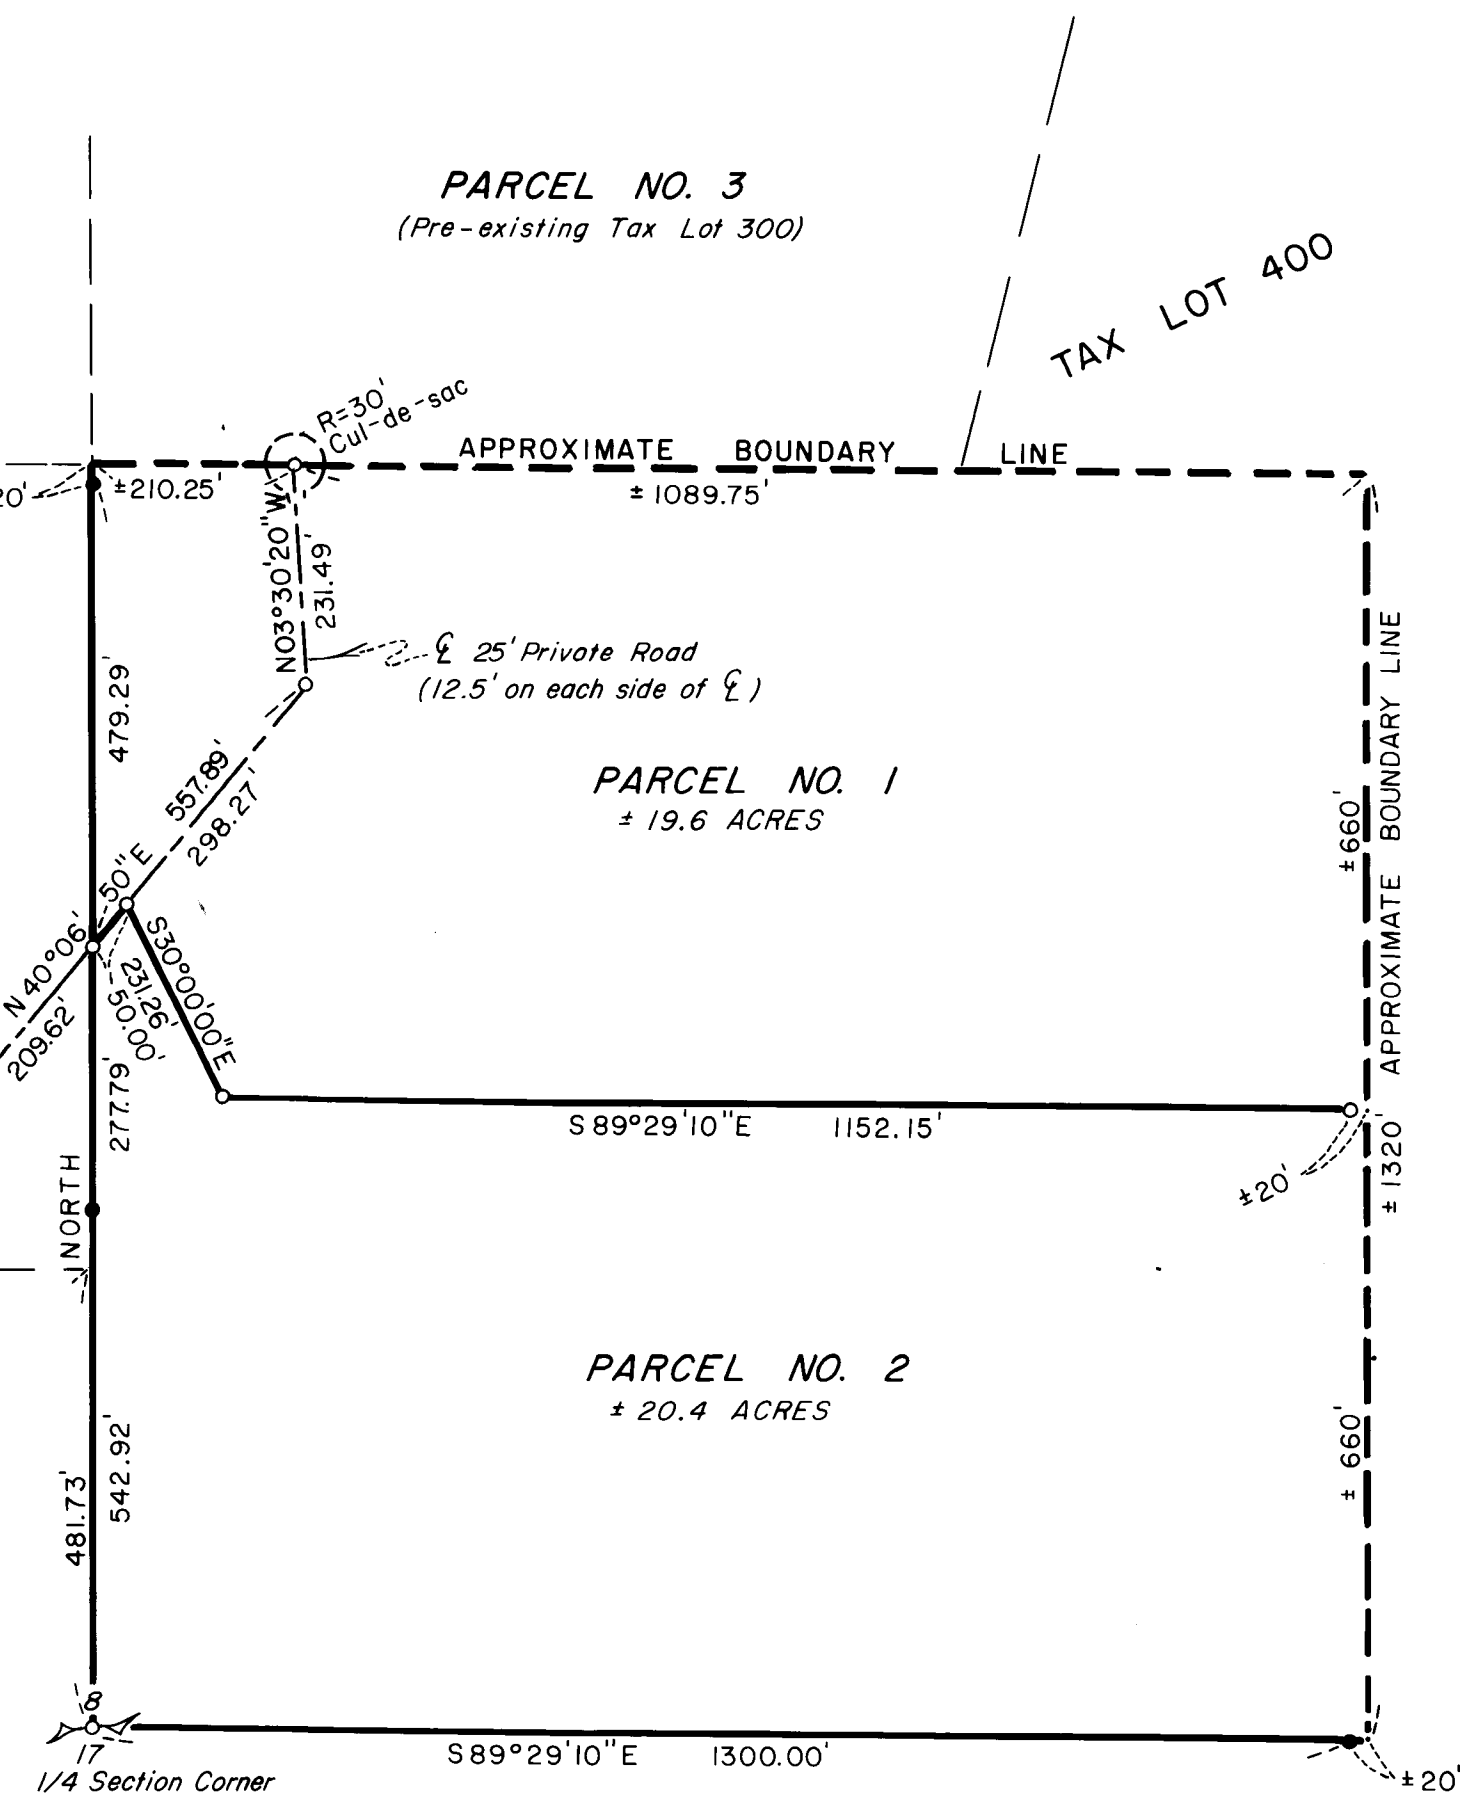 PARCEL NO. 3
(Pre-existing Tax Lot 300)
TAX LOT 400
R=30'
Cul-de-sac
APPROXIMATE BOUNDARY LINE
20'
±210.25'
± 1089.75'
N03°30'20"W
231.49'
℄ 25' Private Road
(12.5' on each side of ℄)
479.29'
557.89'
298.27'
PARCEL NO. 1
± 19.6 ACRES
±660'
APPROXIMATE BOUNDARY LINE
N 40°06'50"E
209.62'
S30°00'00"E
231.26'
50.00'
277.79'
S 89°29'10"E 1152.15'
±20'
± 1320'
NORTH
PARCEL NO. 2
± 20.4 ACRES
± 660'
481.73'
542.92'
8
17
1/4 Section Corner
S89°29'10"E 1300.00'
±20'